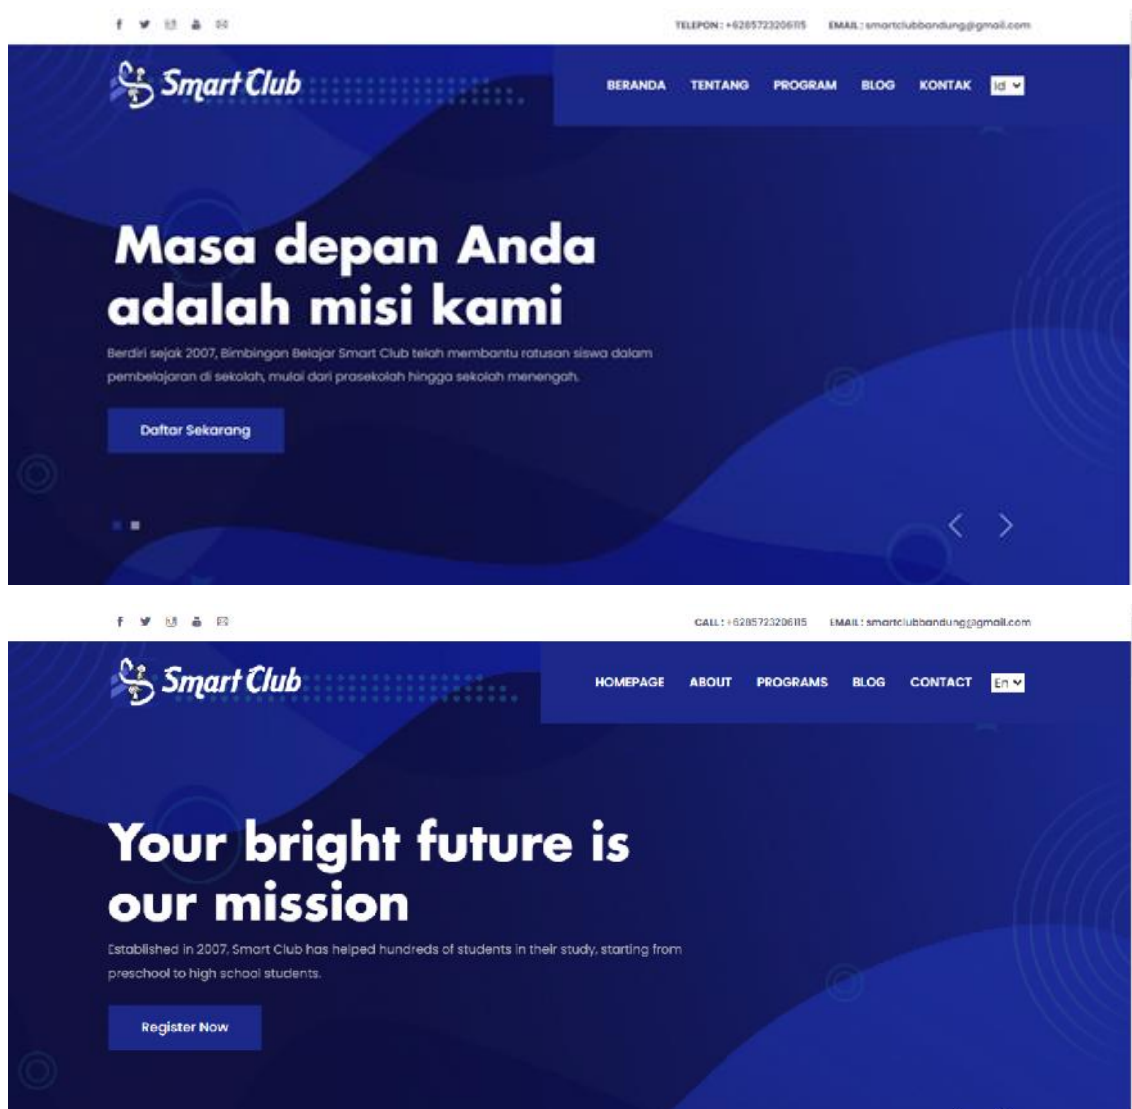 TELEPON : +6285723206115 EMAIL : smartclubbandung@gmail.com
Smart Club
BERANDA TENTANG PROGRAM BLOG KONTAK Id
Masa depan Anda
adalah misi kami
Berdiri sejak 2007, Bimbingan Belajar Smart Club telah membantu ratusan siswa dalam
pembelajaran di sekolah, mulai dari prasekolah hingga sekolah menengah.
Daftar Sekarang
CALL : +6285723206115 EMAIL : smartclubbandung@gmail.com
Smart Club
HOMEPAGE ABOUT PROGRAMS BLOG CONTACT En
Your bright future is
our mission
Established in 2007, Smart Club has helped hundreds of students in their study, starting from
preschool to high school students.
Register Now